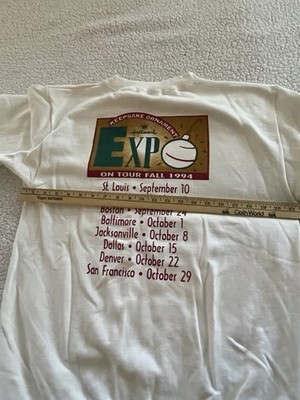 KEEPSAKE ORNAMENT
Hallmark
EXPO
ON TOUR FALL 1994
St. Louis • September 10
Boston • September 24
Baltimore • October 1
Jacksonville • October 8
Dallas • October 15
Denver • October 22
San Francisco • October 29